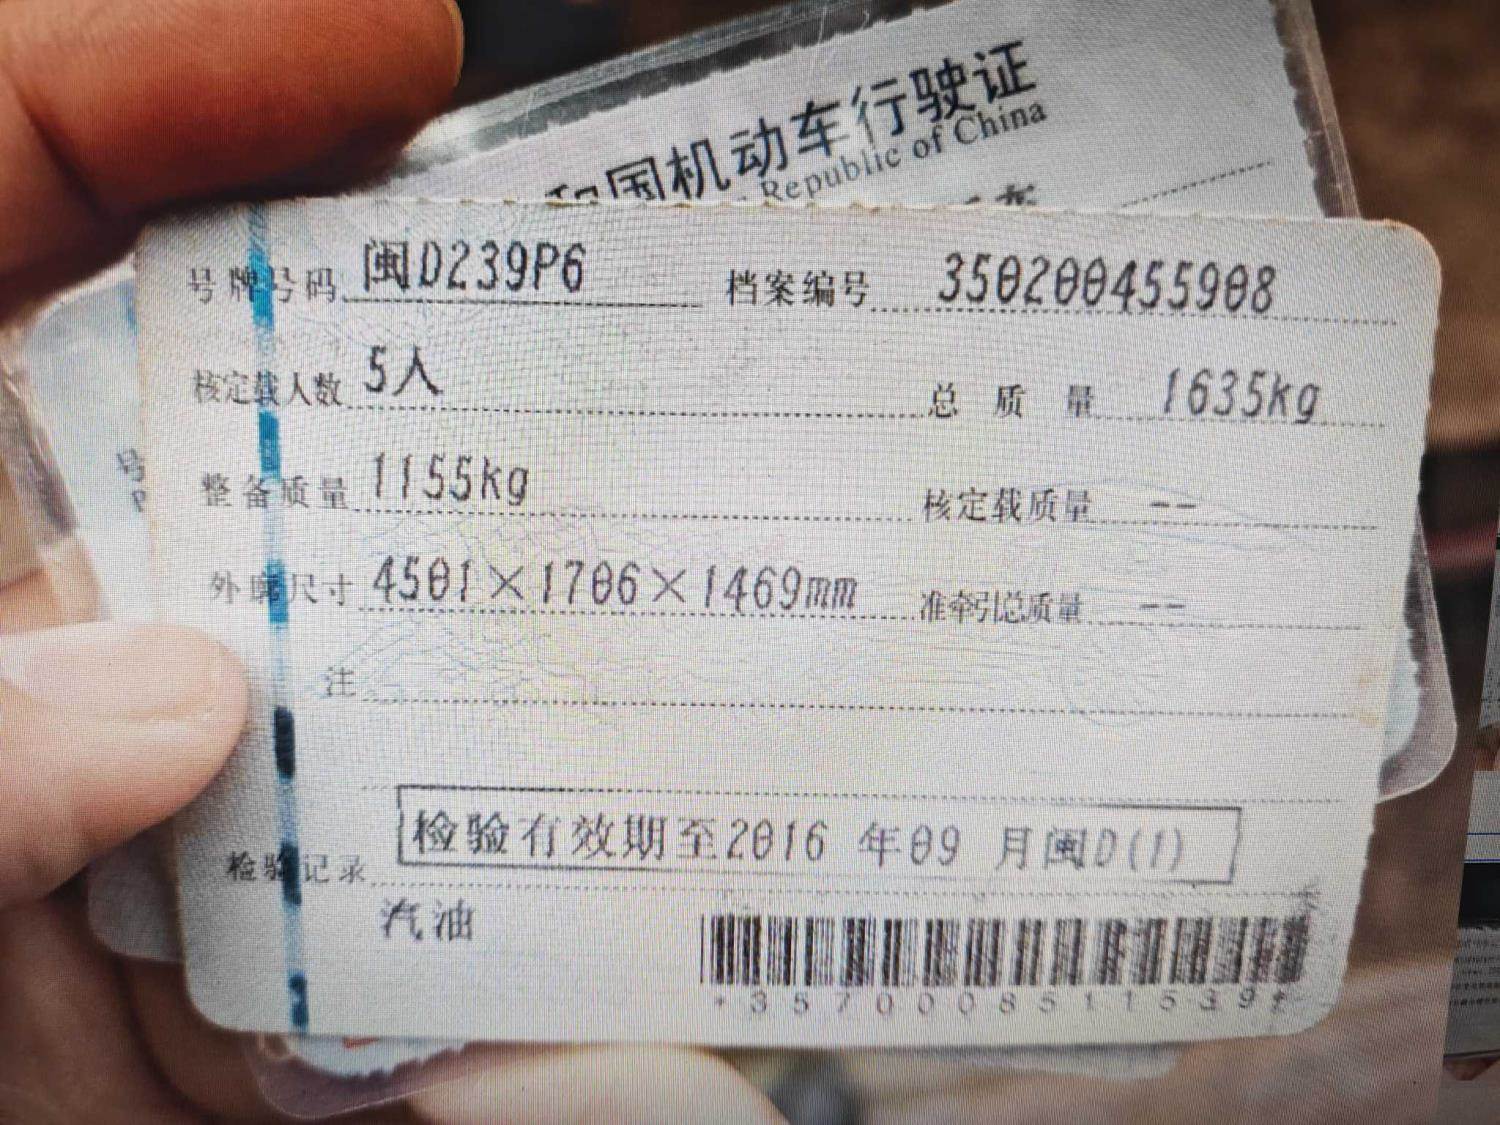 和国机动车行驶证
Republic of China
号牌号码 闽D239P6 档案编号 350200455908
核定载人数 5人 总质量 1635kg
整备质量 1155kg 核定载质量 --
外廓尺寸 4501×1706×1469mm 准牵引总质量 --
注
检验有效期至2016 年09 月闽D(1)
检验记录
汽油
*3570008511539*
号